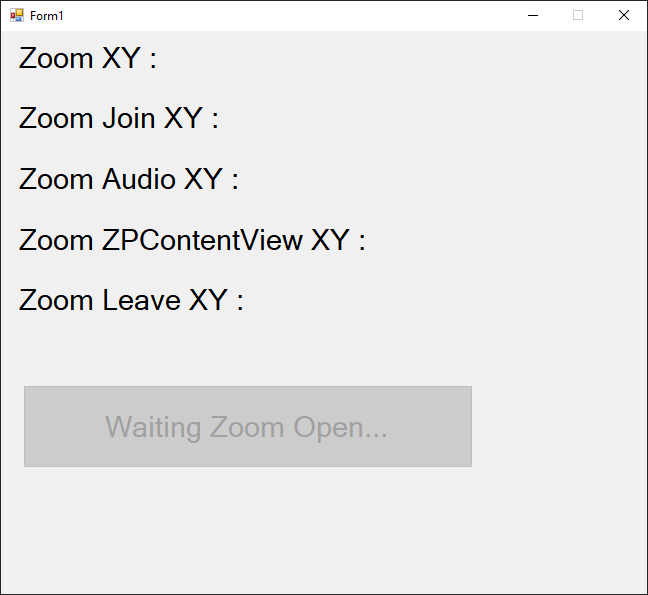 Form1
Zoom XY :
Zoom Join XY :
Zoom Audio XY :
Zoom ZPContentView XY :
Zoom Leave XY :
Waiting Zoom Open...